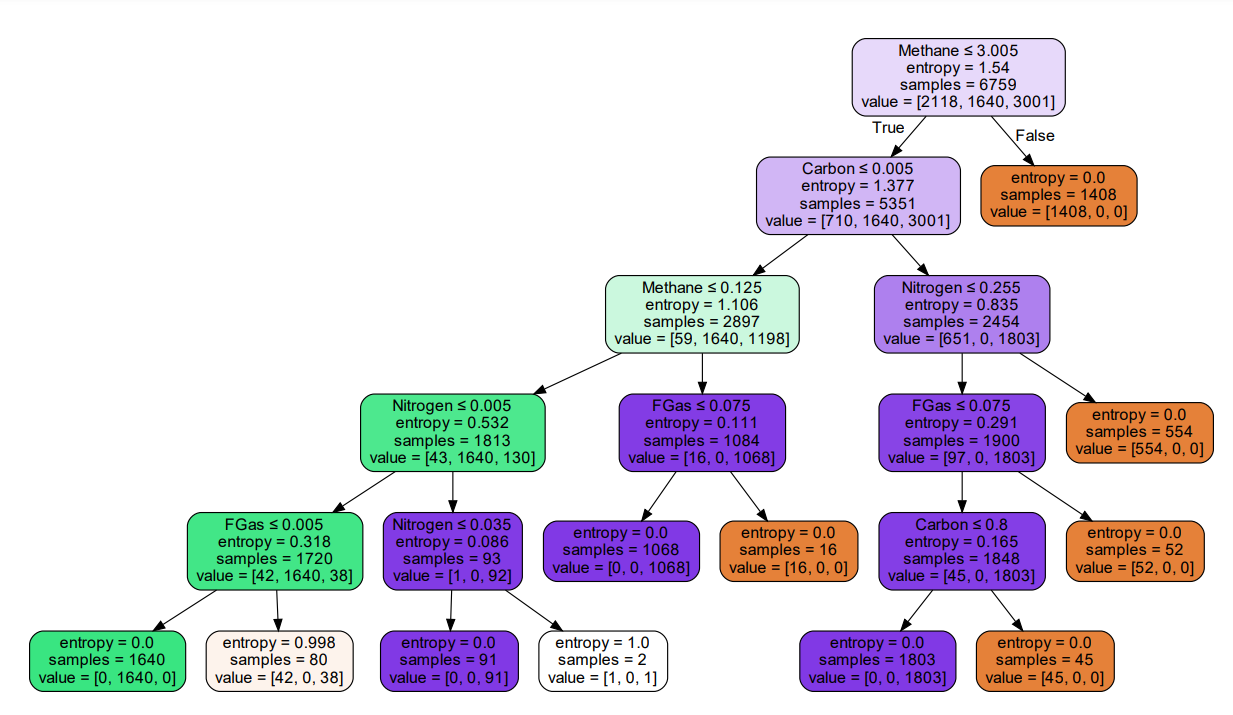 Methane ≤ 3.005
entropy = 1.54
samples = 6759
value = [2118, 1640, 3001]
True
False
Carbon ≤ 0.005
entropy = 1.377
samples = 5351
value = [710, 1640, 3001]
entropy = 0.0
samples = 1408
value = [1408, 0, 0]
Methane ≤ 0.125
entropy = 1.106
samples = 2897
value = [59, 1640, 1198]
Nitrogen ≤ 0.255
entropy = 0.835
samples = 2454
value = [651, 0, 1803]
Nitrogen ≤ 0.005
entropy = 0.532
samples = 1813
value = [43, 1640, 130]
FGas ≤ 0.075
entropy = 0.111
samples = 1084
value = [16, 0, 1068]
FGas ≤ 0.075
entropy = 0.291
samples = 1900
value = [97, 0, 1803]
entropy = 0.0
samples = 554
value = [554, 0, 0]
FGas ≤ 0.005
entropy = 0.318
samples = 1720
value = [42, 1640, 38]
Nitrogen ≤ 0.035
entropy = 0.086
samples = 93
value = [1, 0, 92]
entropy = 0.0
samples = 1068
value = [0, 0, 1068]
entropy = 0.0
samples = 16
value = [16, 0, 0]
Carbon ≤ 0.8
entropy = 0.165
samples = 1848
value = [45, 0, 1803]
entropy = 0.0
samples = 52
value = [52, 0, 0]
entropy = 0.0
samples = 1640
value = [0, 1640, 0]
entropy = 0.998
samples = 80
value = [42, 0, 38]
entropy = 0.0
samples = 91
value = [0, 0, 91]
entropy = 1.0
samples = 2
value = [1, 0, 1]
entropy = 0.0
samples = 1803
value = [0, 0, 1803]
entropy = 0.0
samples = 45
value = [45, 0, 0]